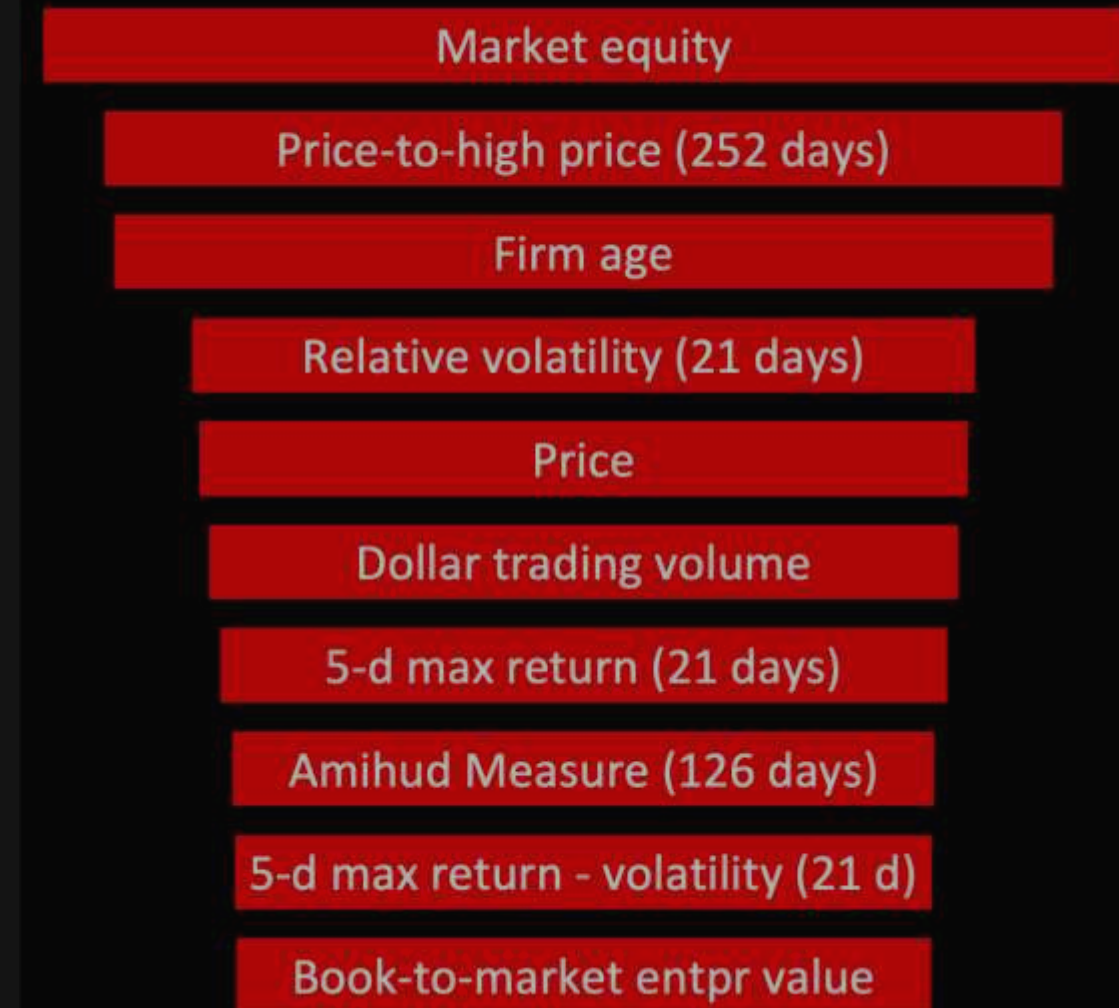 Market equity
Price-to-high price (252 days)
Firm age
Relative volatility (21 days)
Price
Dollar trading volume
5-d max return (21 days)
Amihud Measure (126 days)
5-d max return - volatility (21 d)
Book-to-market entpr value